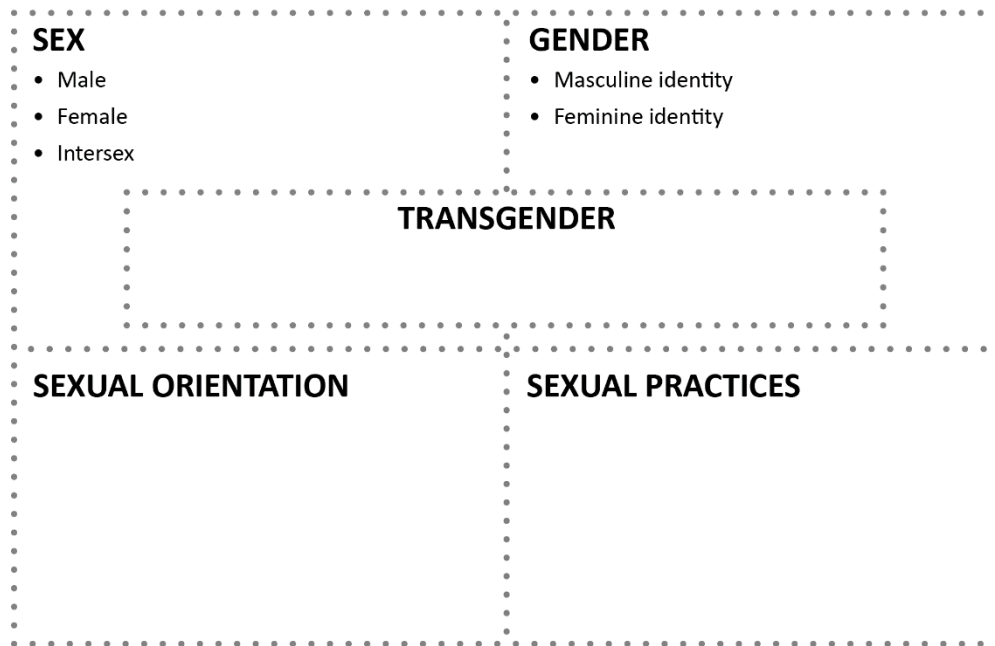 SEX
• Male
• Female
• Intersex
GENDER
• Masculine identity
• Feminine identity
TRANSGENDER
SEXUAL ORIENTATION
SEXUAL PRACTICES